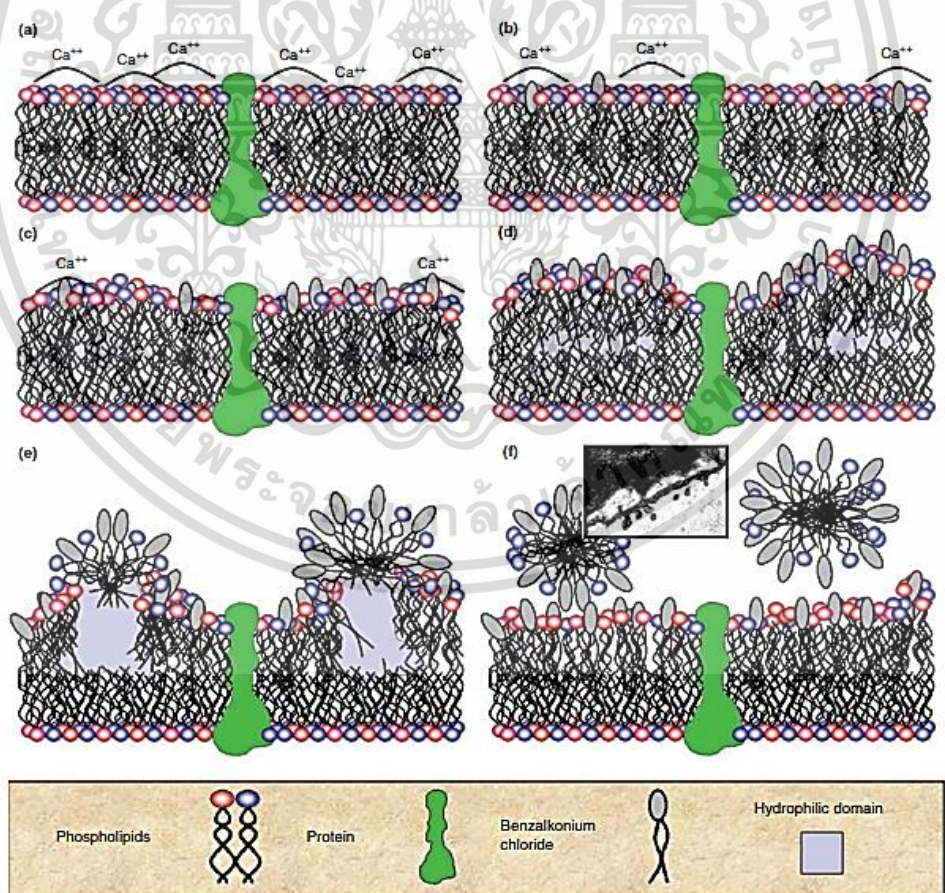 (a)
Ca++
Ca++
Ca++
Ca++
Ca++
Ca++
(b)
Ca++
Ca++
Ca++
(c)
Ca++
Ca++
(d)
(e)
(f)
Phospholipids
Protein
Benzalkonium
chloride
Hydrophilic domain